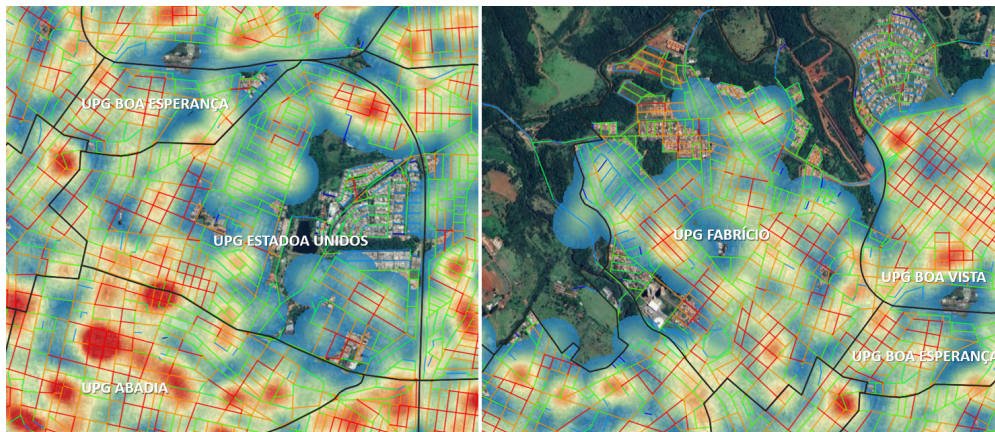 UPG BOA ESPERANÇA
UPG ESTADOA UNIDOS
UPG ABADIA
UPG FABRÍCIO
UPG BOA VISTA
UPG BOA ESPERANÇA